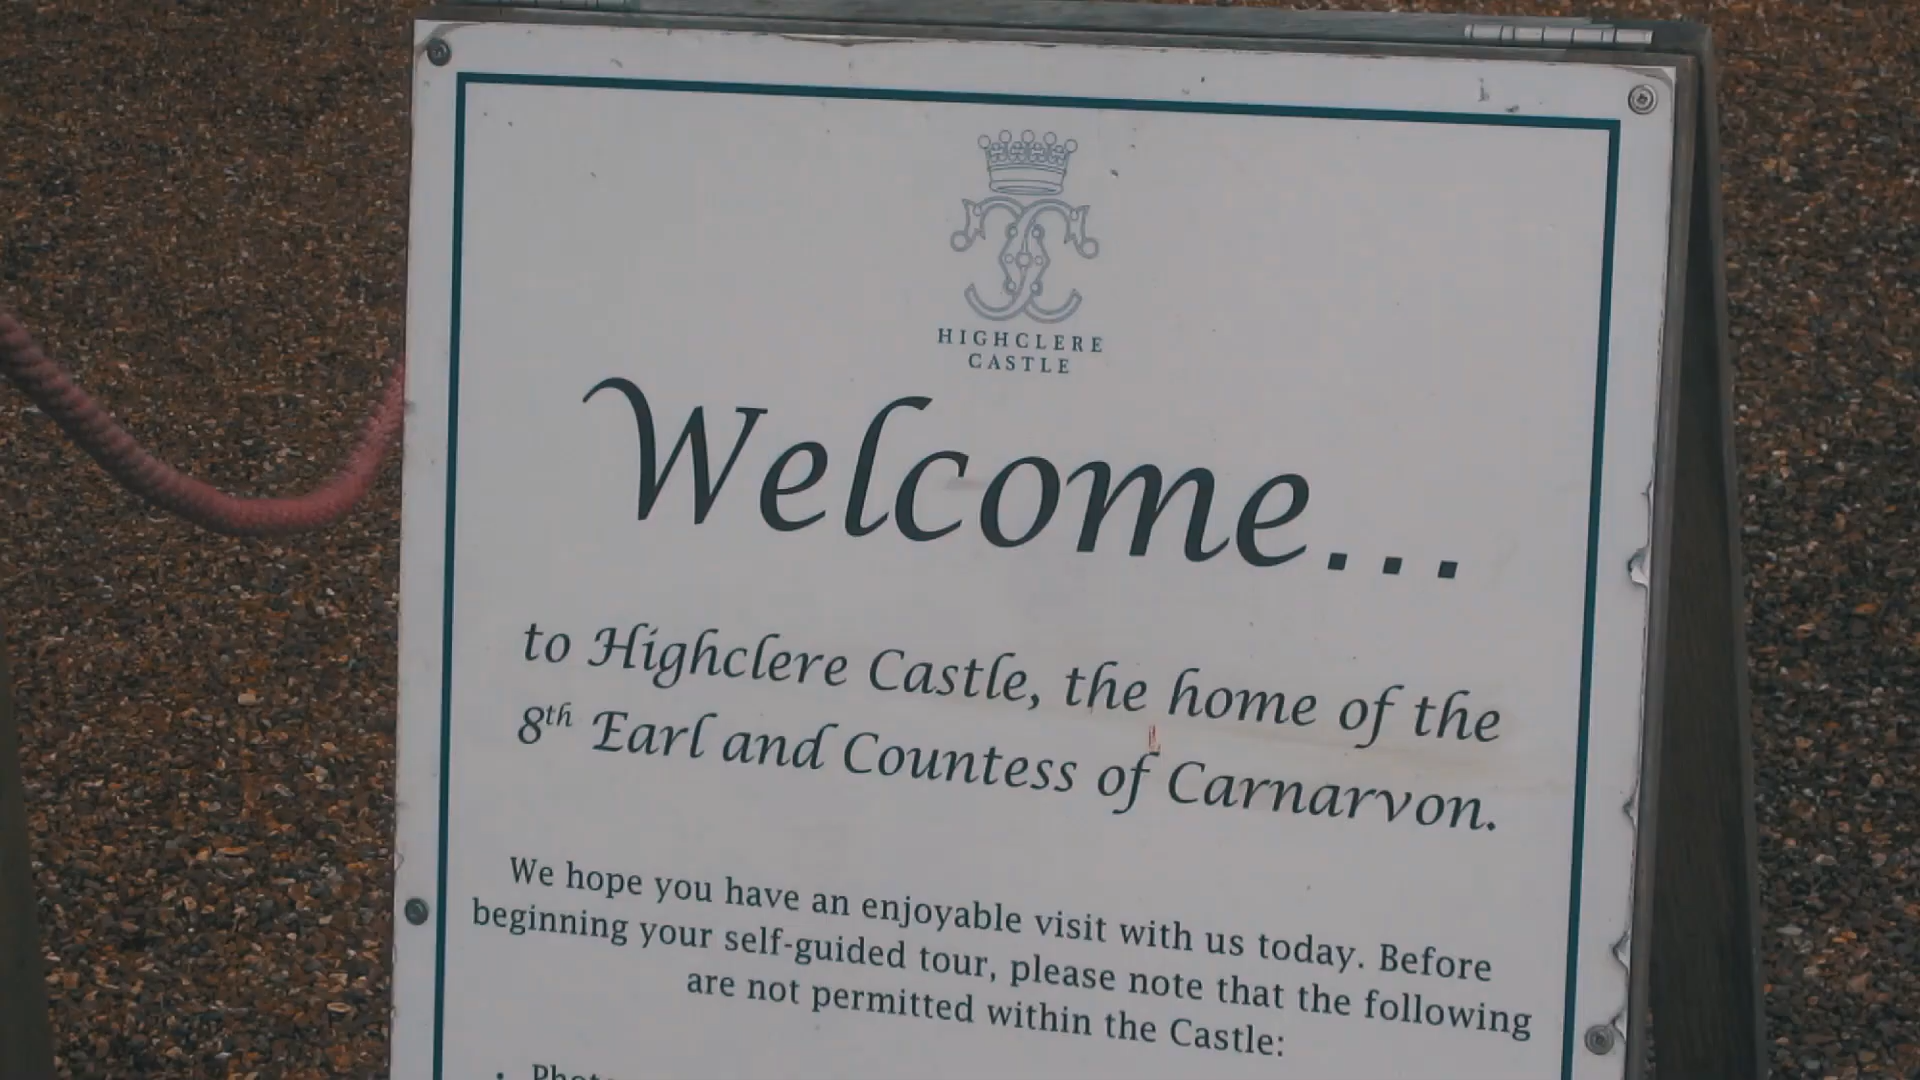 HIGHCLERE
CASTLE
Welcome...
to Highclere Castle, the home of the
8th Earl and Countess of Carnarvon.
We hope you have an enjoyable visit with us today. Before
beginning your self-guided tour, please note that the following
are not permitted within the Castle: